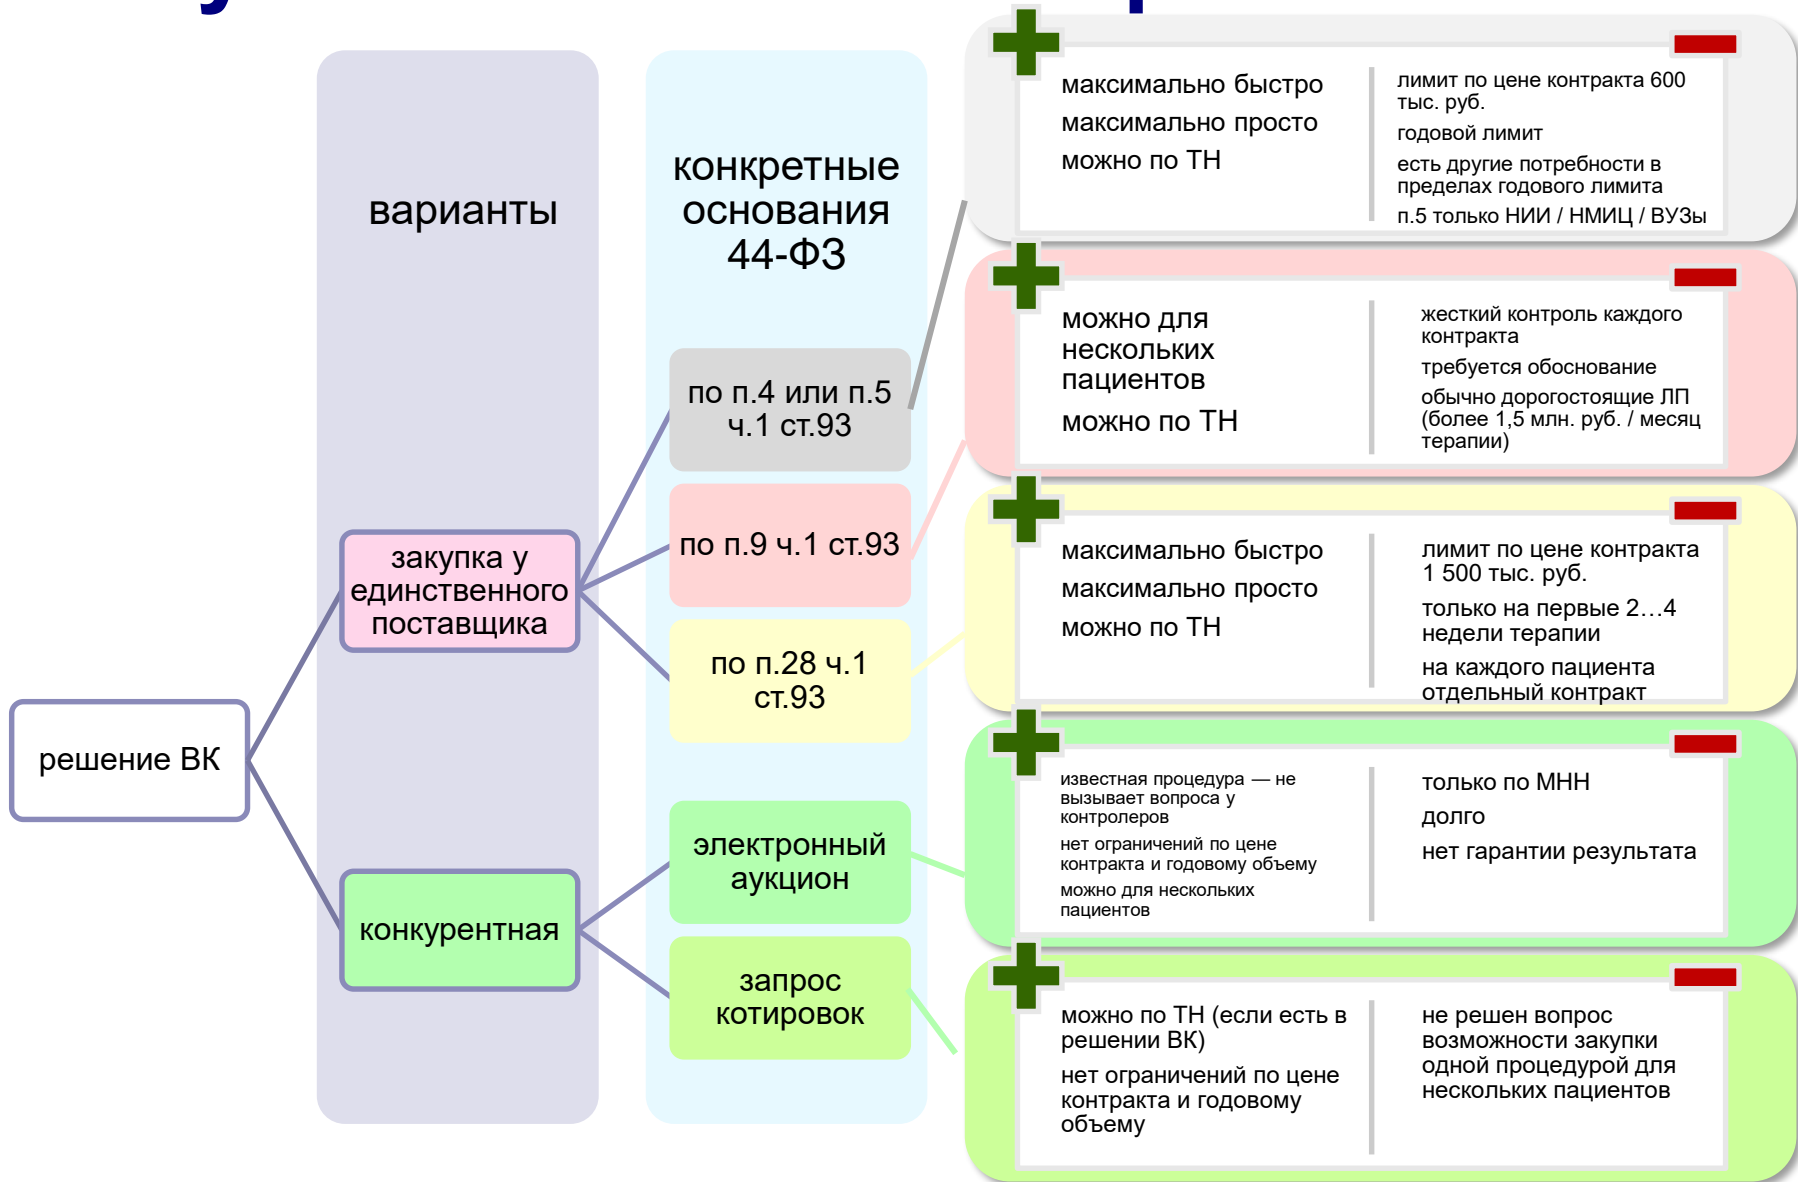 варианты
конкретные
основания
44-ФЗ
решение ВК
закупка у
единственного
поставщика
конкурентная
по п.4 или п.5
ч.1 ст.93
по п.9 ч.1 ст.93
по п.28 ч.1
ст.93
электронный
аукцион
запрос
котировок
максимально быстро
максимально просто
можно по ТН
лимит по цене контракта 600
тыс. руб.
годовой лимит
есть другие потребности в
пределах годового лимита
п.5 только НИИ / НМИЦ / ВУЗы
можно для
нескольких
пациентов
можно по ТН
жесткий контроль каждого
контракта
требуется обоснование
обычно дорогостоящие ЛП
(более 1,5 млн. руб. / месяц
терапии)
максимально быстро
максимально просто
можно по ТН
лимит по цене контракта
1 500 тыс. руб.
только на первые 2…4
недели терапии
на каждого пациента
отдельный контракт
известная процедура — не
вызывает вопроса у
контролеров
нет ограничений по цене
контракта и годовому объему
можно для нескольких
пациентов
только по МНН
долго
нет гарантии результата
можно по ТН (если есть в
решении ВК)
нет ограничений по цене
контракта и годовому
объему
не решен вопрос
возможности закупки
одной процедурой для
нескольких пациентов